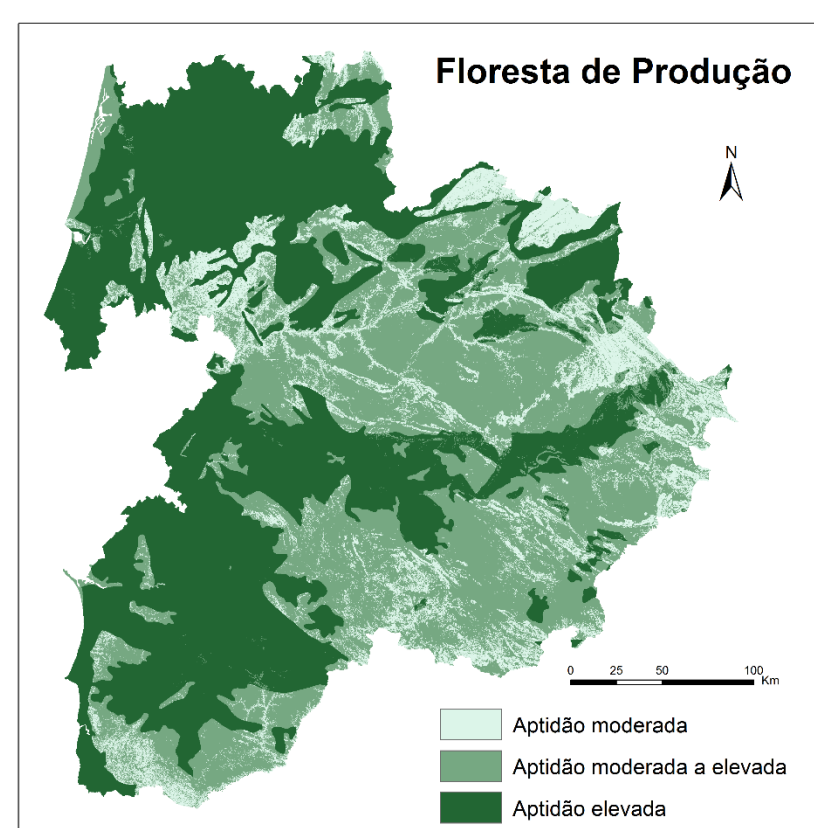 Floresta de Produção
N
0 25 50 100
Km
Aptidão moderada
Aptidão moderada a elevada
Aptidão elevada